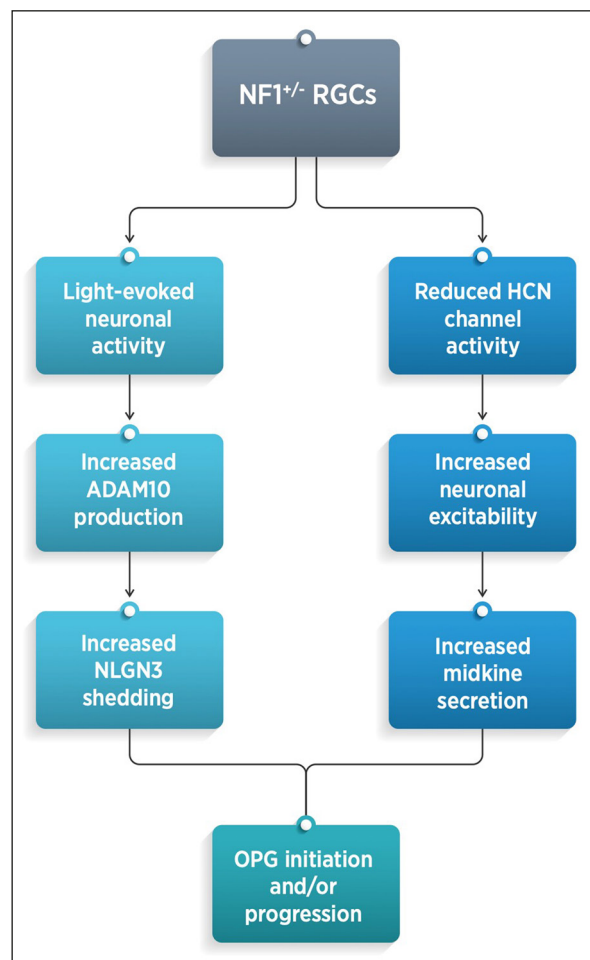 NF1+/- RGCs
Light-evoked
neuronal
activity
Reduced HCN
channel
activity
Increased
ADAM10
production
Increased
neuronal
excitability
Increased
NLGN3
shedding
Increased
midkine
secretion
OPG initiation
and/or
progression